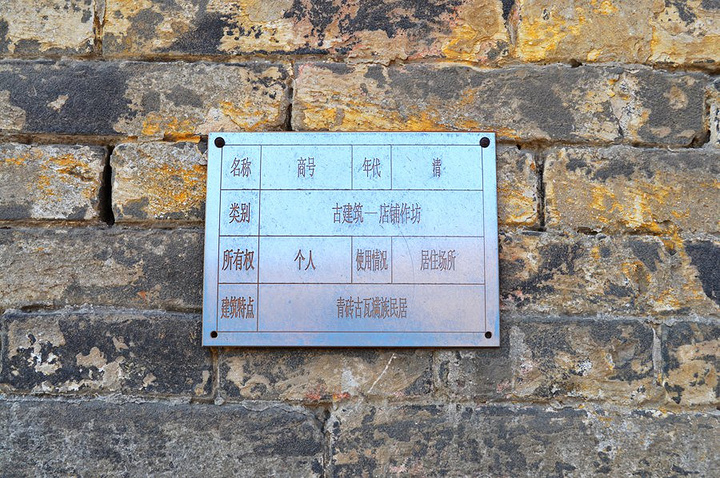 名称 商号 年代 清
类别 古建筑—店铺作坊
所有权 个人 使用情况 居住场所
建筑特点 青砖古瓦满族民居